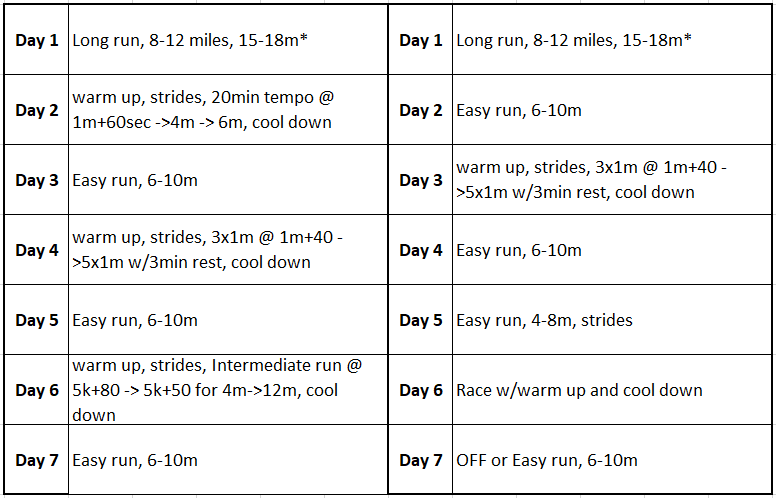 Day 1 Long run, 8-12 miles, 15-18m*
Day 2 warm up, strides, 20min tempo @
1m+60sec ->4m -> 6m, cool down
Day 3 Easy run, 6-10m
Day 4 warm up, strides, 3x1m @ 1m+40 -
>5x1m w/3min rest, cool down
Day 5 Easy run, 6-10m
Day 6 warm up, strides, Intermediate run @
5k+80 -> 5k+50 for 4m->12m, cool
down
Day 7 Easy run, 6-10m
Day 1 Long run, 8-12 miles, 15-18m*
Day 2 Easy run, 6-10m
Day 3 warm up, strides, 3x1m @ 1m+40 -
>5x1m w/3min rest, cool down
Day 4 Easy run, 6-10m
Day 5 Easy run, 4-8m, strides
Day 6 Race w/warm up and cool down
Day 7 OFF or Easy run, 6-10m